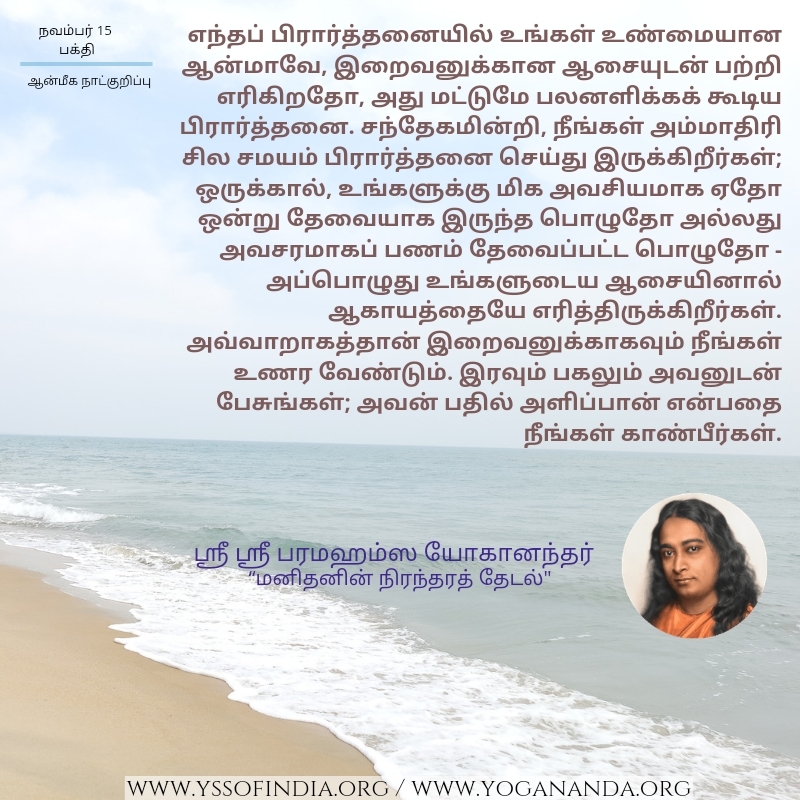 நவம்பர் 15
பக்தி
ஆன்மீக நாட்குறிப்பு
எந்தப் பிரார்த்தனையில் உங்கள் உண்மையான
ஆன்மாவே, இறைவனுக்கான ஆசையுடன் பற்றி
எரிகிறதோ, அது மட்டுமே பலனளிக்கக் கூடிய
பிரார்த்தனை. சந்தேகமின்றி, நீங்கள் அம்மாதிரி
சில சமயம் பிரார்த்தனை செய்து இருக்கிறீர்கள்;
ஒருக்கால், உங்களுக்கு மிக அவசியமாக ஏதோ
ஒன்று தேவையாக இருந்த பொழுதோ அல்லது
அவசரமாகப் பணம் தேவைப்பட்ட பொழுதோ -
அப்பொழுது உங்களுடைய ஆசையினால்
ஆகாயத்தையே எரித்திருக்கிறீர்கள்.
அவ்வாறாகத்தான் இறைவனுக்காகவும் நீங்கள்
உணர வேண்டும். இரவும் பகலும் அவனுடன்
பேசுங்கள்; அவன் பதில் அளிப்பான் என்பதை
நீங்கள் காண்பீர்கள்.
ஸ்ரீ ஸ்ரீ பரமஹம்ஸ யோகானந்தர்
“மனிதனின் நிரந்தரத் தேடல்"
WWW.YSSOFINDIA.ORG / WWW.YOGANANDA.ORG